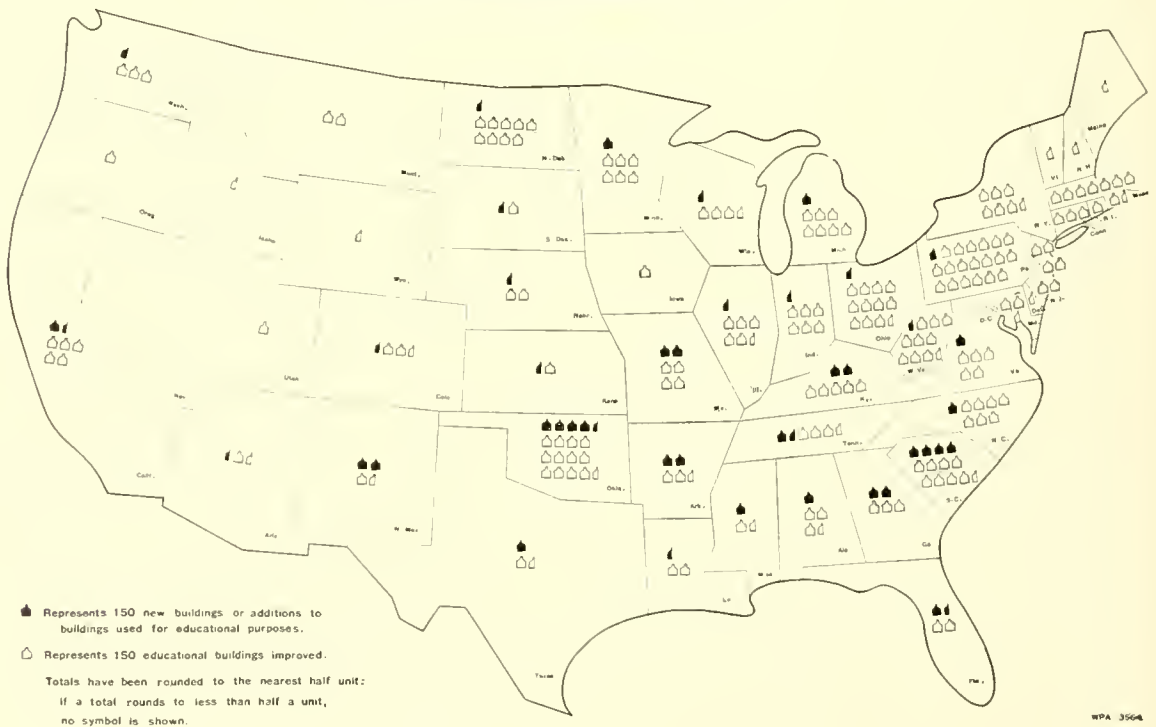 Wash.
Mont.
N. Dak
Minn.
Maine
Vt
N. H.
Mass
Oreg
S. Dak.
Wis.
Mich.
N. Y.
R. I.
Conn
Idaho
Wyo.
Iowa
Pa
N. J.
Nebr.
D. C.
Del
Md.
Ohio
Ind.
Ill.
W. Va
Va
Nev
Utah
Colo
Kans
Mo.
Ky.
Calif.
Tenn.
N. C.
Okla.
Ark.
S. C.
Ariz
N. Mex
Miss
Ala
Ga
La
Texas
Fla.
Represents 150 new buildings or additions to
buildings used for educational purposes.
Represents 150 educational buildings improved.
Totals have been rounded to the nearest half unit:
if a total rounds to less than half a unit,
no symbol is shown.
WPA